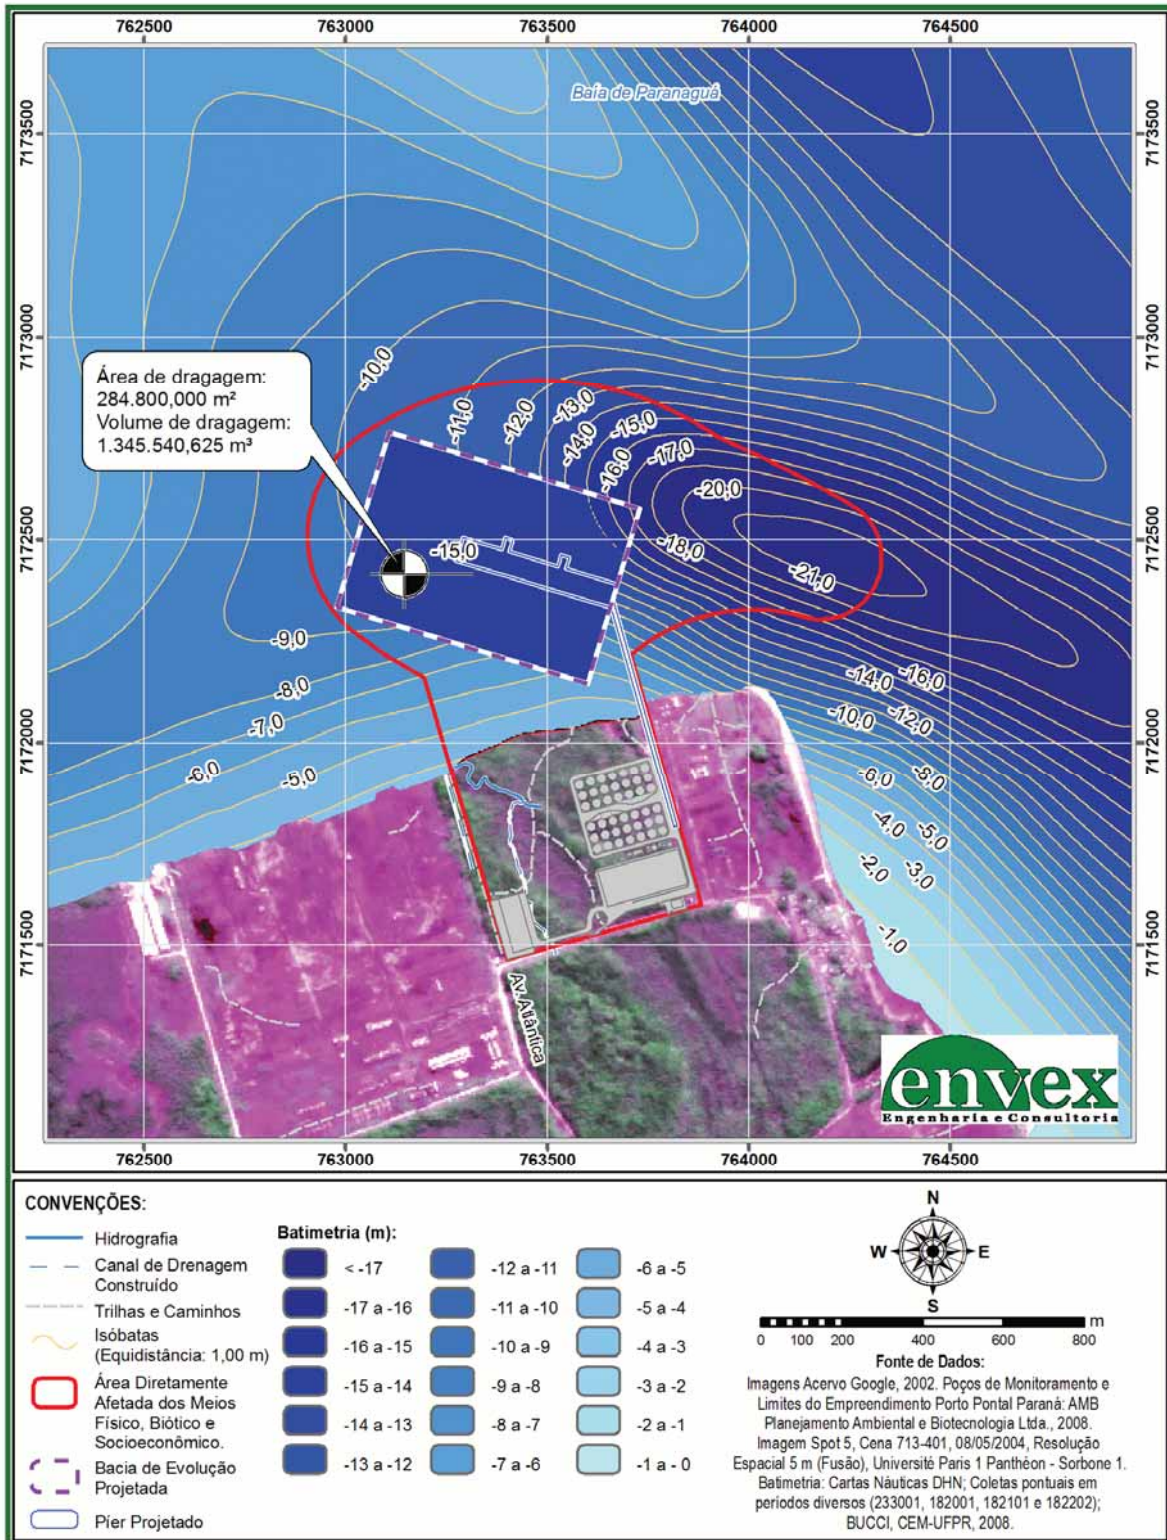 762500
763000
763500
764000
764500
7173500
7173500
Baía de Paranaguá
7173000
7173000
Área de dragagem:
284.800,000 m²
Volume de dragagem:
1.345.540,625 m³
-10,0
-11,0
-12,0
-13,0
-14,0
-15,0
-16,0
-17,0
-20,0
7172500
7172500
-15,0
-18,0
-21,0
-9,0
-8,0
-7,0
-6,0
-5,0
-16,0
-14,0
-12,0
-10,0
-8,0
-6,0
-5,0
-4,0
-3,0
-2,0
-1,0
7172000
7172000
7171500
7171500
Av. Atlântica
envex
Engenharia e Consultoria
762500
763000
763500
764000
764500
CONVENÇÕES:
Hidrografia
Canal de Drenagem
Construído
Trilhas e Caminhos
Isóbatas
(Equidistância: 1,00 m)
Área Diretamente
Afetada dos Meios
Físico, Biótico e
Socioeconômico.
Bacia de Evolução
Projetada
Píer Projetado
Batimetria (m):
< -17
-17 a -16
-16 a -15
-15 a -14
-14 a -13
-13 a -12
-12 a -11
-11 a -10
-10 a -9
-9 a -8
-8 a -7
-7 a -6
-6 a -5
-5 a -4
-4 a -3
-3 a -2
-2 a -1
-1 a - 0
N
W
E
S
m
0 100 200 400 600 800
Fonte de Dados:
Imagens Acervo Google, 2002. Poços de Monitoramento e
Limites do Empreendimento Porto Pontal Paraná: AMB
Planejamento Ambiental e Biotecnologia Ltda., 2008.
Imagem Spot 5, Cena 713-401, 08/05/2004, Resolução
Espacial 5 m (Fusão), Université Paris 1 Panthéon - Sorbone 1.
Batimetria: Cartas Náuticas DHN; Coletas pontuais em
períodos diversos (233001, 182001, 182101 e 182202);
BUCCI, CEM-UFPR, 2008.